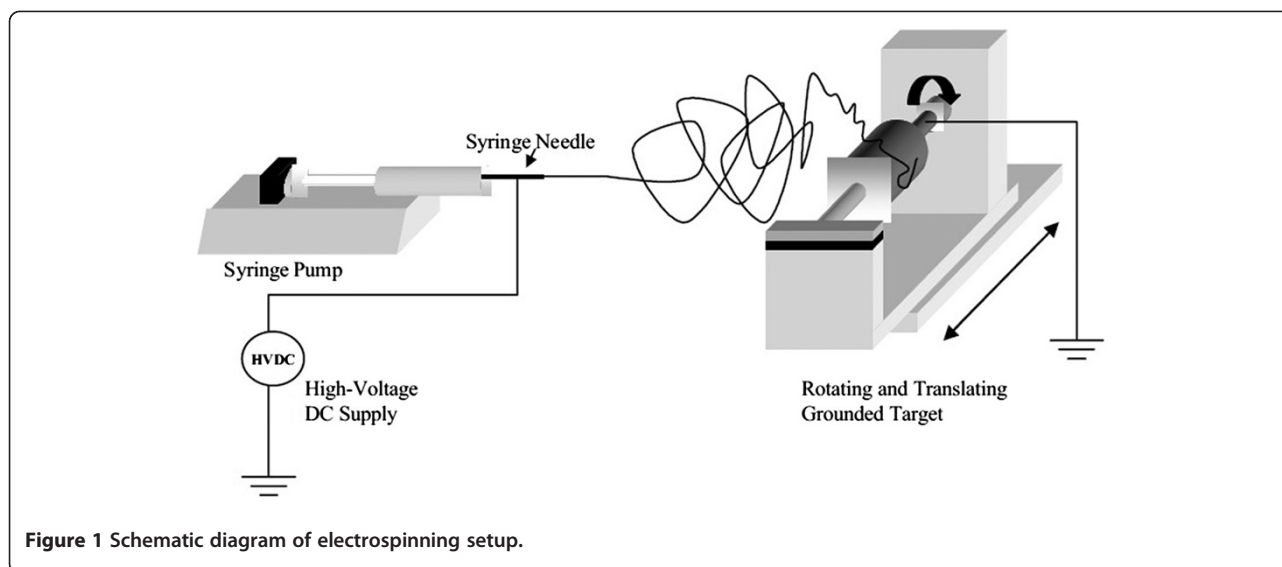 Syringe Needle
Syringe Pump
HVDC
High-Voltage
DC Supply
Rotating and Translating
Grounded Target
Figure 1 Schematic diagram of electrospinning setup.